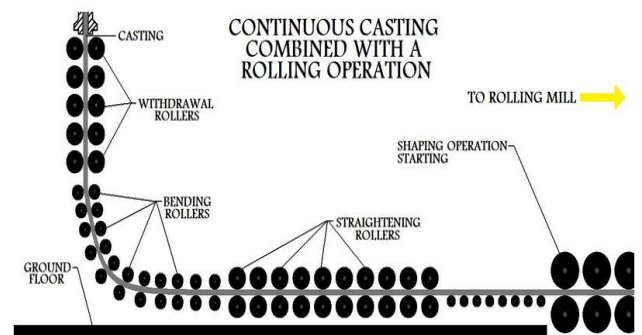 CONTINUOUS CASTING
COMBINED WITH A
ROLLING OPERATION
CASTING
TO ROLLING MILL
WITHDRAWAL
ROLLERS
SHAPING OPERATION
STARTING
BENDING
ROLLERS
STRAIGHTENING
ROLLERS
GROUND
FLOOR